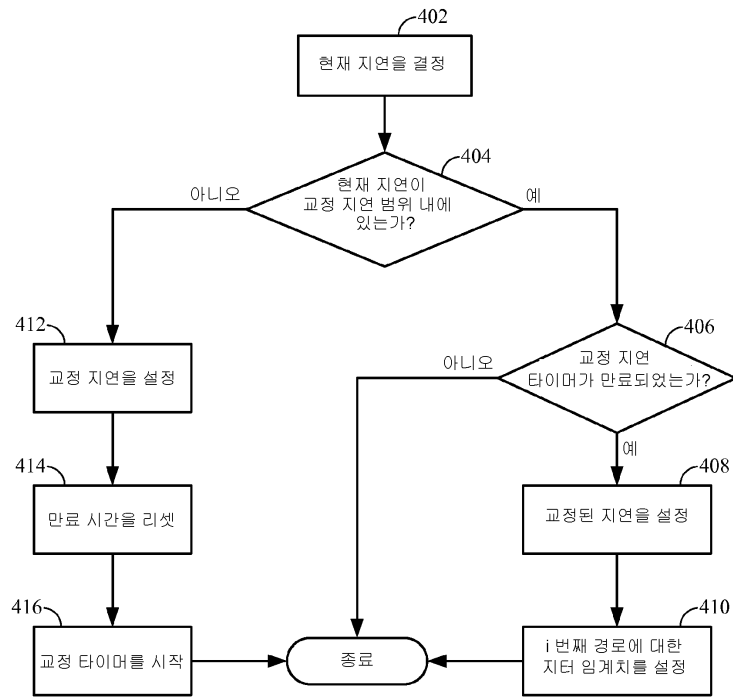 402
현재 지연을 결정
404
현재 지연이
교정 지연 범위 내에
있는가?
아니오
예
412
교정 지연을 설정
406
교정 지연
타이머가 만료되었는가?
아니오
예
414
만료 시간을 리셋
408
교정된 지연을 설정
416
교정 타이머를 시작
종료
410
i 번째 경로에 대한
지터 임계치를 설정